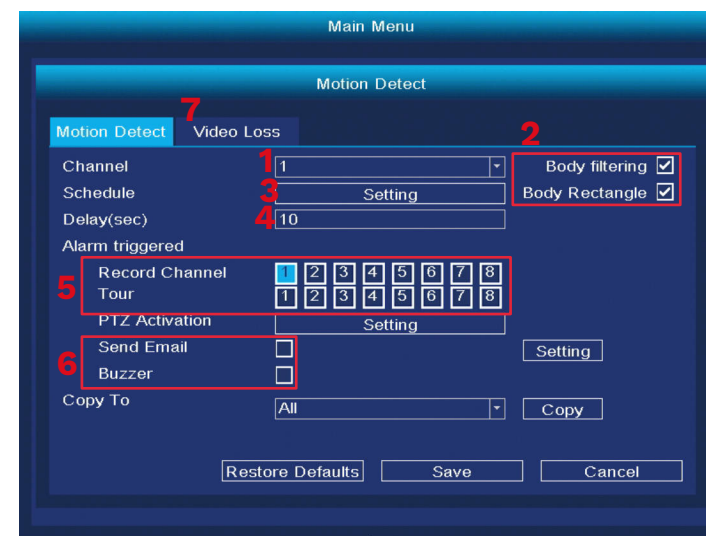 Main Menu
Motion Detect
7
Motion Detect Video Loss
2
Channel 1 1 Body filtering
Schedule 3 Setting Body Rectangle
Delay(sec) 4 10
Alarm triggered
5 Record Channel 1 2 3 4 5 6 7 8
Tour 1 2 3 4 5 6 7 8
PTZ Activation Setting
6 Send Email Setting
Buzzer
Copy To All Copy
Restore Defaults Save Cancel